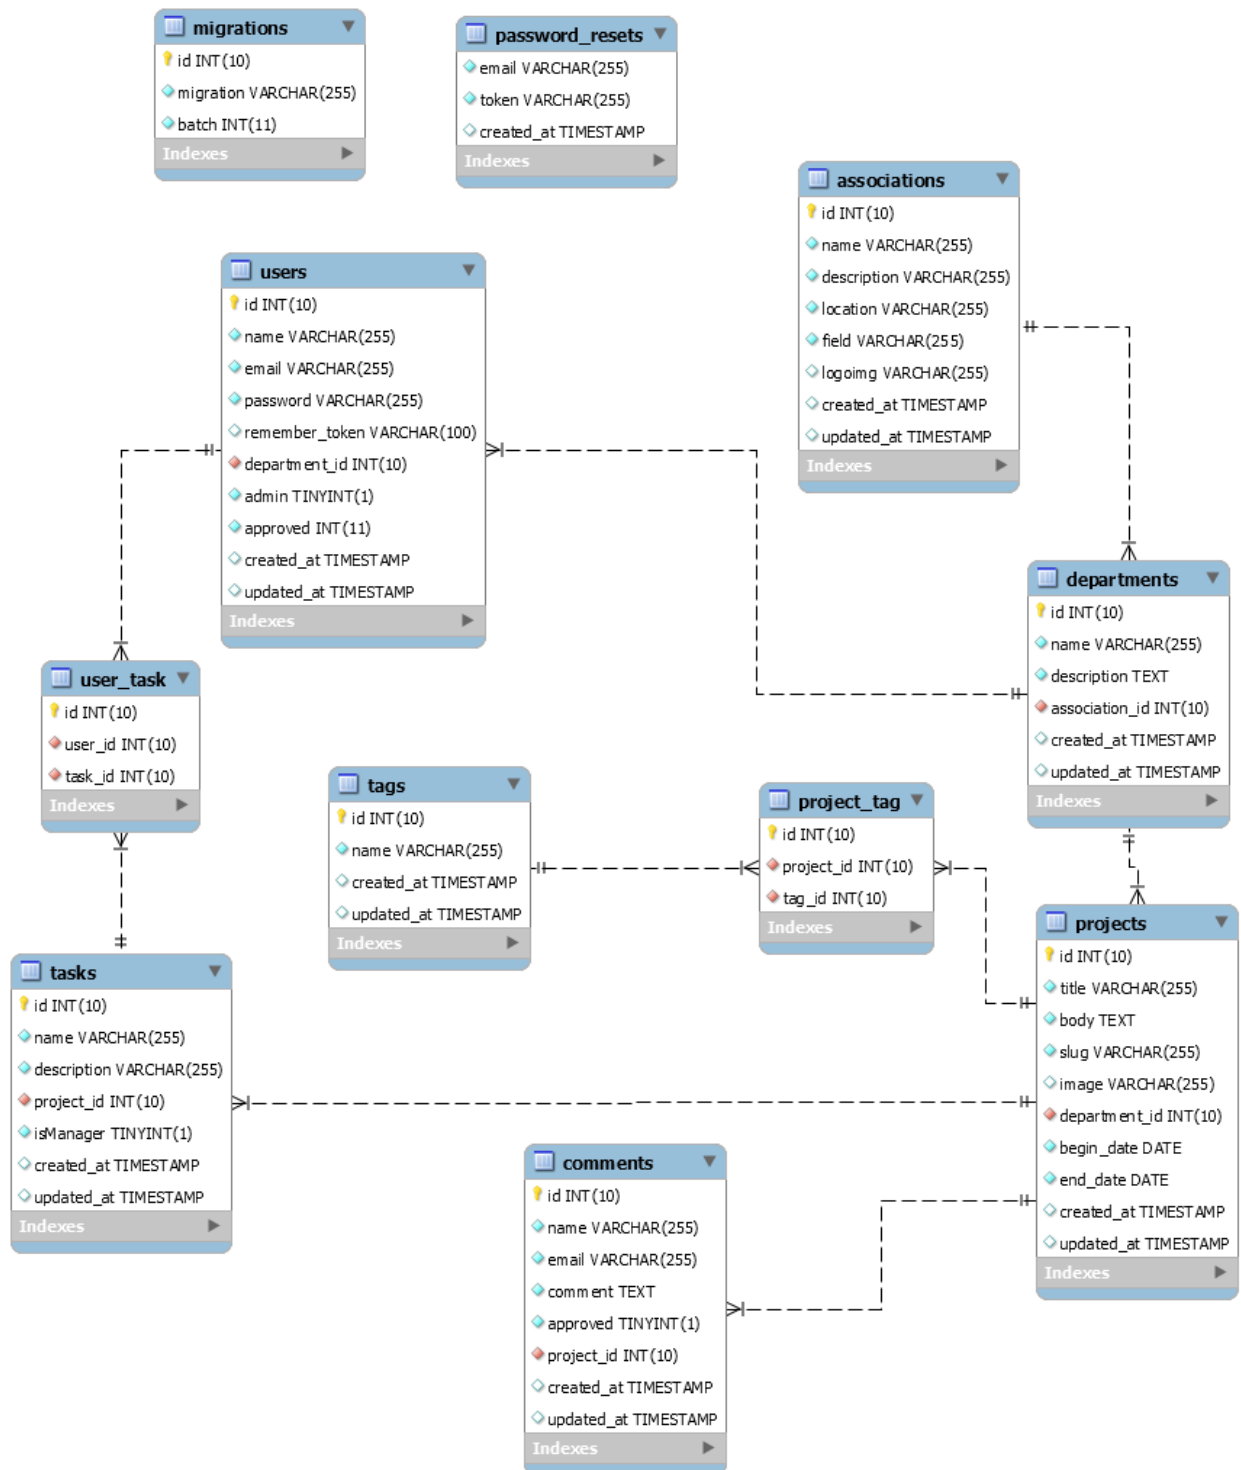 migrations
id INT(10)
migration VARCHAR(255)
batch INT(11)
Indexes
password_resets
email VARCHAR(255)
token VARCHAR(255)
created_at TIMESTAMP
Indexes
associations
id INT(10)
name VARCHAR(255)
description VARCHAR(255)
location VARCHAR(255)
field VARCHAR(255)
logoimg VARCHAR(255)
created_at TIMESTAMP
updated_at TIMESTAMP
Indexes
users
id INT(10)
name VARCHAR(255)
email VARCHAR(255)
password VARCHAR(255)
remember_token VARCHAR(100)
department_id INT(10)
admin TINYINT(1)
approved INT(11)
created_at TIMESTAMP
updated_at TIMESTAMP
Indexes
departments
id INT(10)
name VARCHAR(255)
description TEXT
association_id INT(10)
created_at TIMESTAMP
updated_at TIMESTAMP
Indexes
user_task
id INT(10)
user_id INT(10)
task_id INT(10)
Indexes
tags
id INT(10)
name VARCHAR(255)
created_at TIMESTAMP
updated_at TIMESTAMP
Indexes
project_tag
id INT(10)
project_id INT(10)
tag_id INT(10)
Indexes
projects
id INT(10)
title VARCHAR(255)
body TEXT
slug VARCHAR(255)
image VARCHAR(255)
department_id INT(10)
begin_date DATE
end_date DATE
created_at TIMESTAMP
updated_at TIMESTAMP
Indexes
tasks
id INT(10)
name VARCHAR(255)
description VARCHAR(255)
project_id INT(10)
isManager TINYINT(1)
created_at TIMESTAMP
updated_at TIMESTAMP
Indexes
comments
id INT(10)
name VARCHAR(255)
email VARCHAR(255)
comment TEXT
approved TINYINT(1)
project_id INT(10)
created_at TIMESTAMP
updated_at TIMESTAMP
Indexes